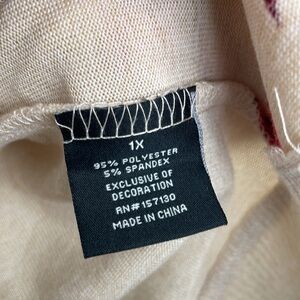 1X
95% POLYESTER
5% SPANDEX
EXCLUSIVE OF
DECORATION
RN#157130
MADE IN CHINA